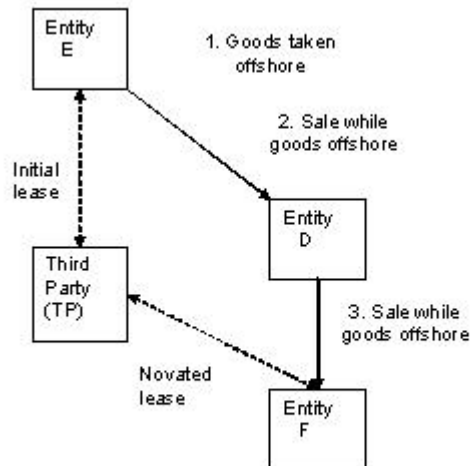 Entity
E
1. Goods taken
offshore
2. Sale while
goods offshore
Initial
lease
Entity
D
Third
Party
(TP)
3. Sale while
goods offshore
Novated
lease
Entity
F